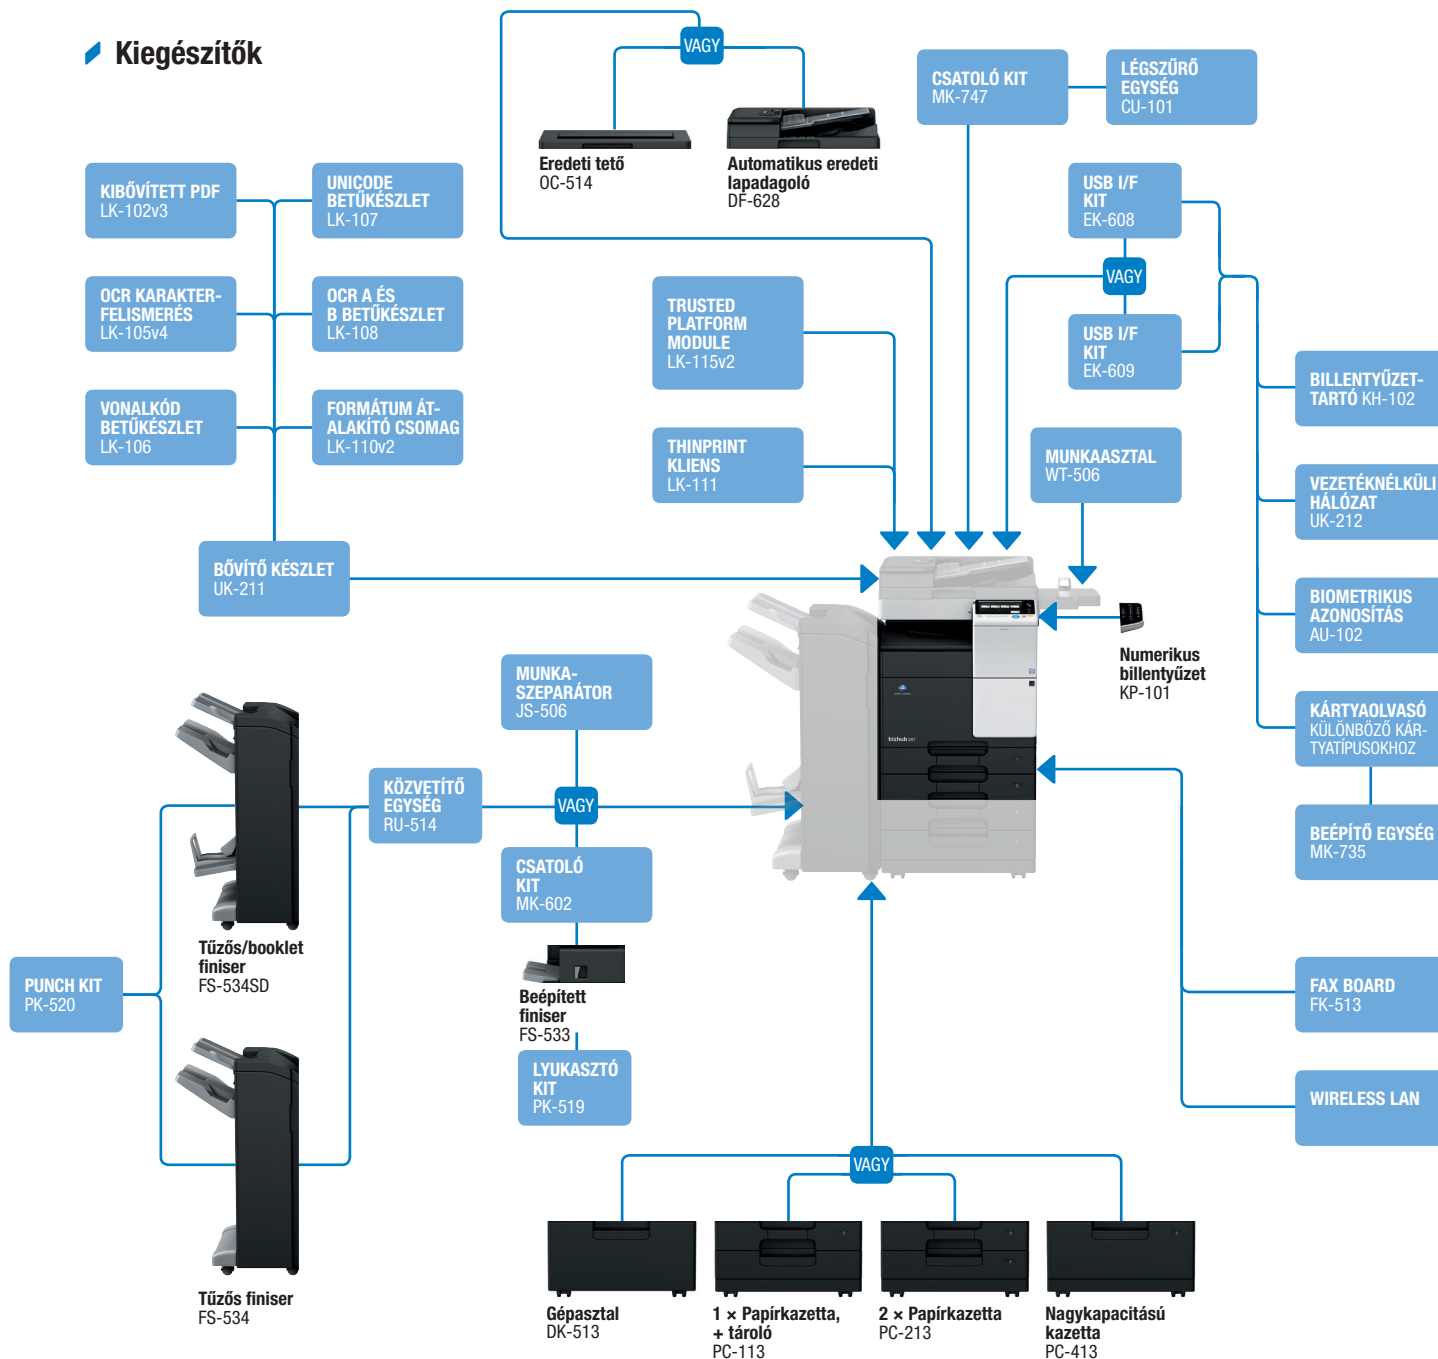 Kiegészítők
VAGY
Eredeti tető
OC-514
Automatikus eredeti
lapadagoló
DF-628
CSATOLÓ KIT
MK-747
LÉGSZŰRŐ
EGYSÉG
CU-101
KIBŐVÍTETT PDF
LK-102v3
UNICODE
BETŰKÉSZLET
LK-107
OCR KARAKTER-
FELISMERÉS
LK-105v4
OCR A ÉS
B BETŰKÉSZLET
LK-108
VONALKÓD
BETŰKÉSZLET
LK-106
FORMÁTUM ÁT-
ALAKÍTÓ CSOMAG
LK-110v2
BŐVÍTŐ KÉSZLET
UK-211
TRUSTED
PLATFORM
MODULE
LK-115v2
THINPRINT
KLIENS
LK-111
USB I/F
KIT
EK-608
VAGY
USB I/F
KIT
EK-609
MUNKAASZTAL
WT-506
BILLENTYŰZET-
TARTÓ KH-102
VEZETÉKNÉLKÜLI
HÁLÓZAT
UK-212
BIOMETRIKUS
AZONOSÍTÁS
AU-102
KÁRTYAOLVASÓ
KÜLÖNBÖZŐ KÁR-
TYATÍPUSOKHOZ
BEÉPÍTŐ EGYSÉG
MK-735
Numerikus
billentyűzet
KP-101
bizhub
MUNKA-
SZEPARÁTOR
JS-506
KÖZVETÍTŐ
EGYSÉG
RU-514
VAGY
CSATOLÓ
KIT
MK-602
Beépített
finiser
FS-533
LYUKASZTÓ
KIT
PK-519
Tűzős/booklet
finiser
FS-534SD
PUNCH KIT
PK-520
Tűzős finiser
FS-534
FAX BOARD
FK-513
WIRELESS LAN
VAGY
Gépasztal
DK-513
1 × Papírkazetta,
+ tároló
PC-113
2 × Papírkazetta
PC-213
Nagykapacitású
kazetta
PC-413